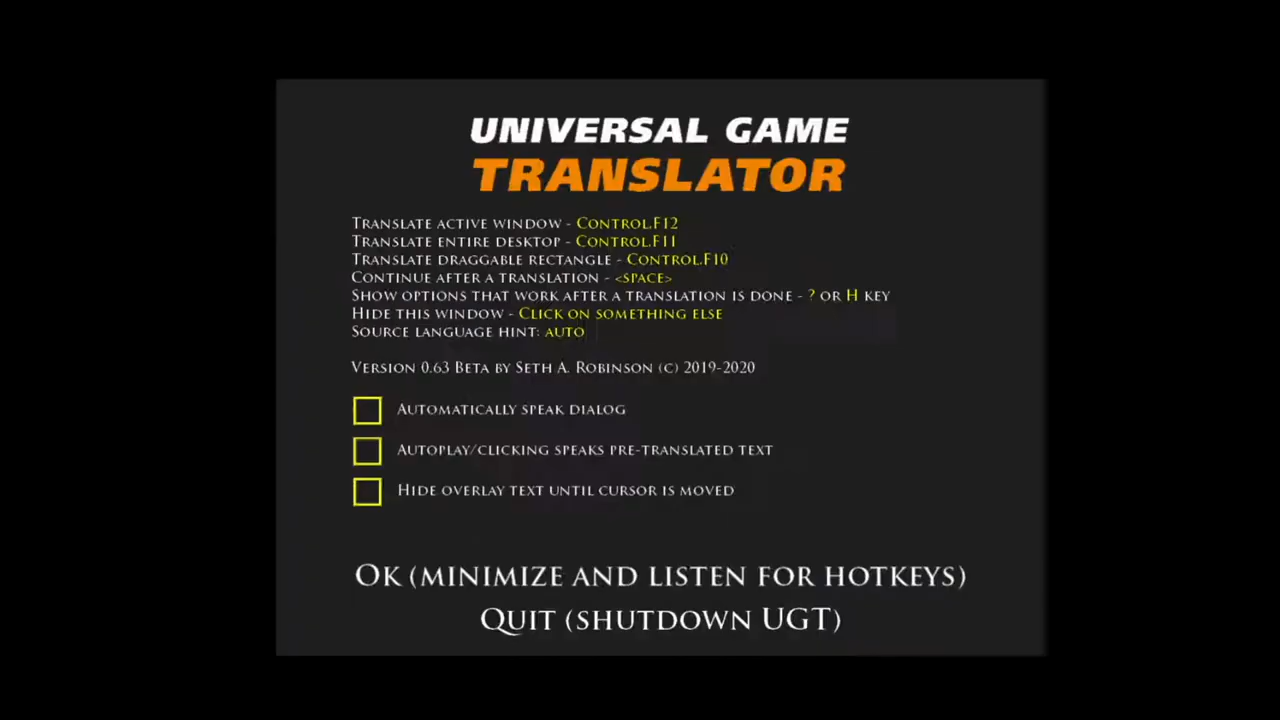 UNIVERSAL GAME
TRANSLATOR
Translate active window - Control,F12
Translate entire desktop - Control,F11
Translate draggable rectangle - Control,F10
Continue after a translation - <space>
Show options that work after a translation is done - ? or H key
Hide this window - Click on something else
Source language hint: auto
Version 0.63 Beta by Seth A. Robinson (c) 2019-2020
Automatically speak dialog
Autoplay/clicking speaks pre-translated text
Hide overlay text until cursor is moved
Ok (minimize and listen for hotkeys)
Quit (shutdown UGT)